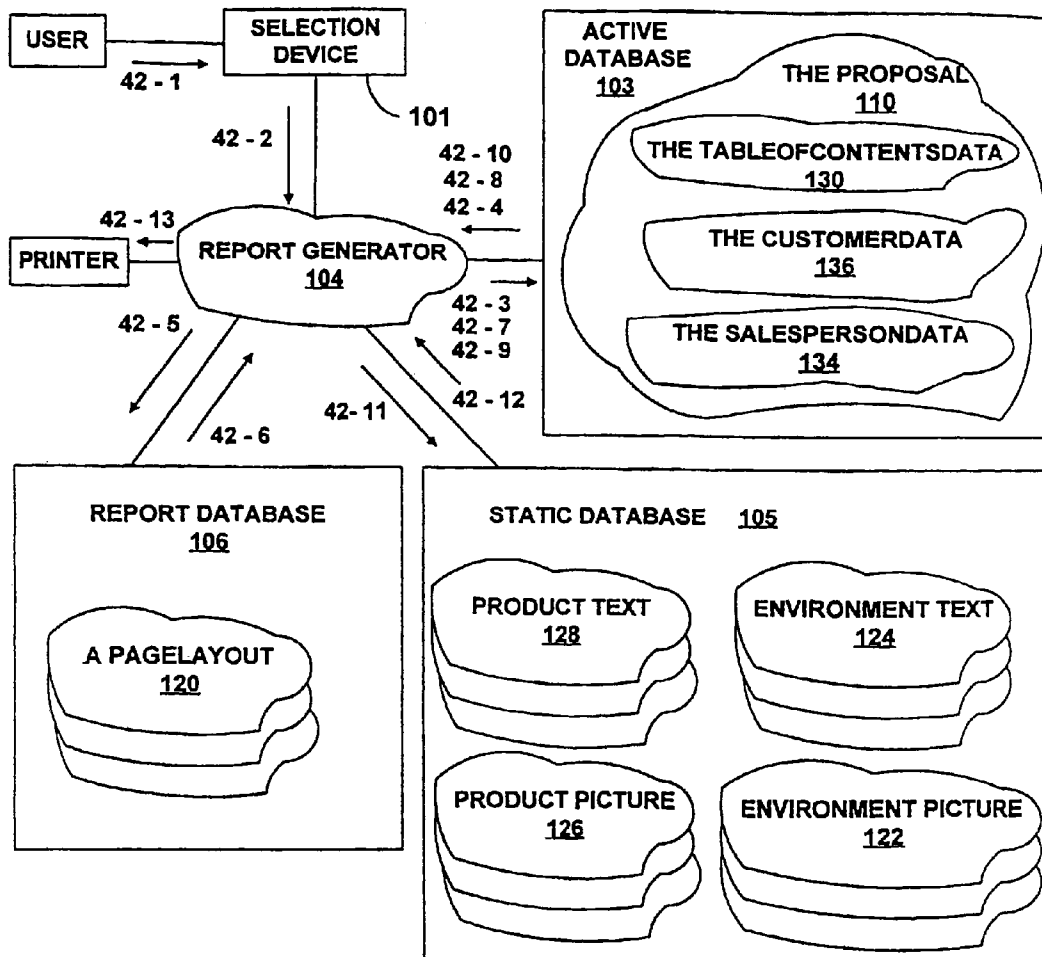 USER
SELECTION
DEVICE
42 - 1
101
42 - 2
42 - 10
42 - 8
42 - 4
42 - 13
PRINTER
REPORT GENERATOR
104
42 - 3
42 - 7
42 - 9
42 - 5
42 - 6
42- 11
42 - 12
ACTIVE
DATABASE
103
THE PROPOSAL
110
THE TABLEOFCONTENTSDATA
130
THE CUSTOMERDATA
136
THE SALESPERSONDATA
134
REPORT DATABASE
106
A PAGELAYOUT
120
STATIC DATABASE 105
PRODUCT TEXT
128
ENVIRONMENT TEXT
124
PRODUCT PICTURE
126
ENVIRONMENT PICTURE
122